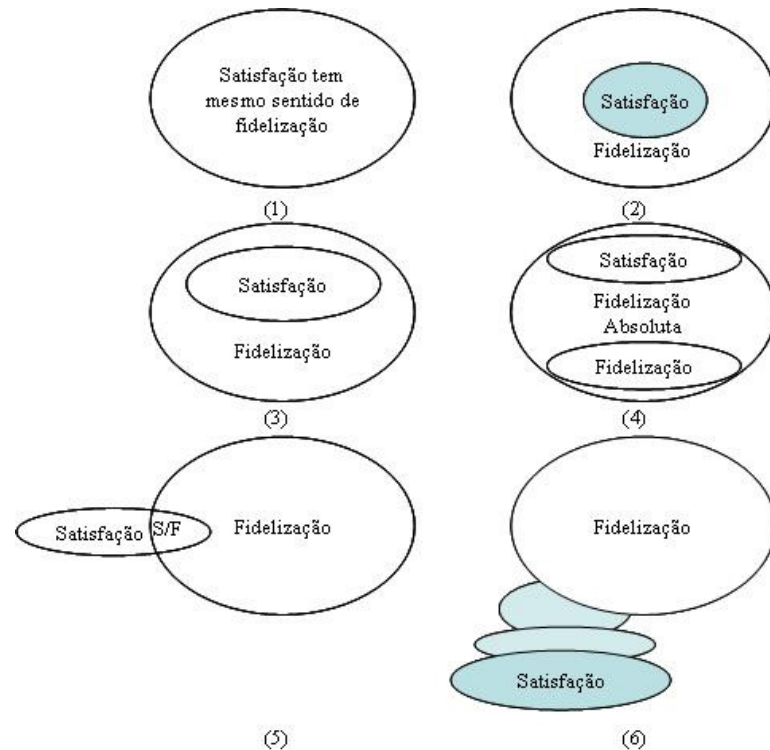 Satisfação tem
mesmo sentido de
fidelização
(1)
Satisfação
Fidelização
(2)
Satisfação
Fidelização
(3)
Satisfação
Fidelização
Absoluta
Fidelização
(4)
Satisfação
S/F
Fidelização
(5)
Fidelização
Satisfação
(6)